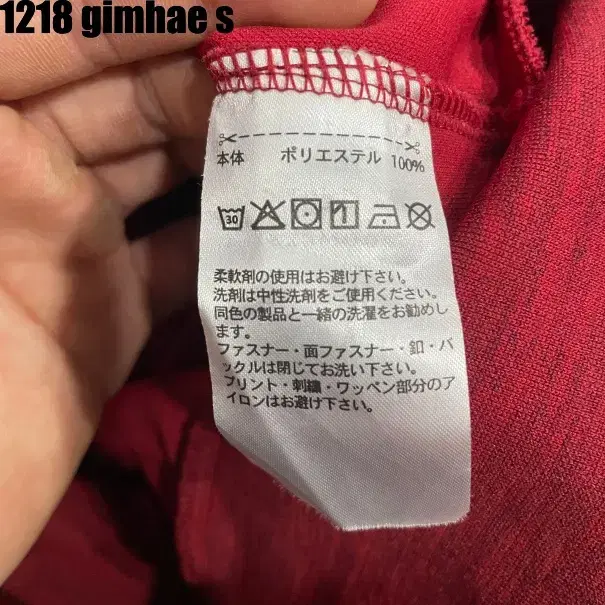 1218 gimhae s
本体 ポリエステル 100%
30
柔軟剤の使用はお避け下さい。
洗剤は中性洗剤をご使用ください。
同色の製品と一緒の洗濯をお勧めし
ます。
ファスナー・面ファスナー・釦・バ
ックルは閉じてお洗い下さい。
プリント・刺繍・ワッペン部分のア
イロンはお避け下さい。